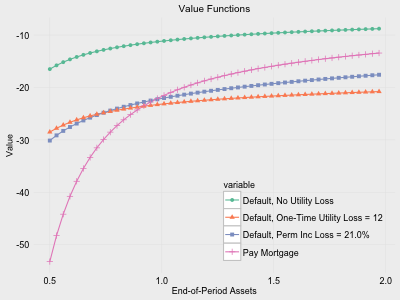 Value Functions
-10
-20
-30
-40
-50
Value
variable
Default, No Utility Loss
Default, One-Time Utility Loss = 12
Default, Perm Inc Loss = 21.0%
Pay Mortgage
0.5
1.0
1.5
2.0
End-of-Period Assets